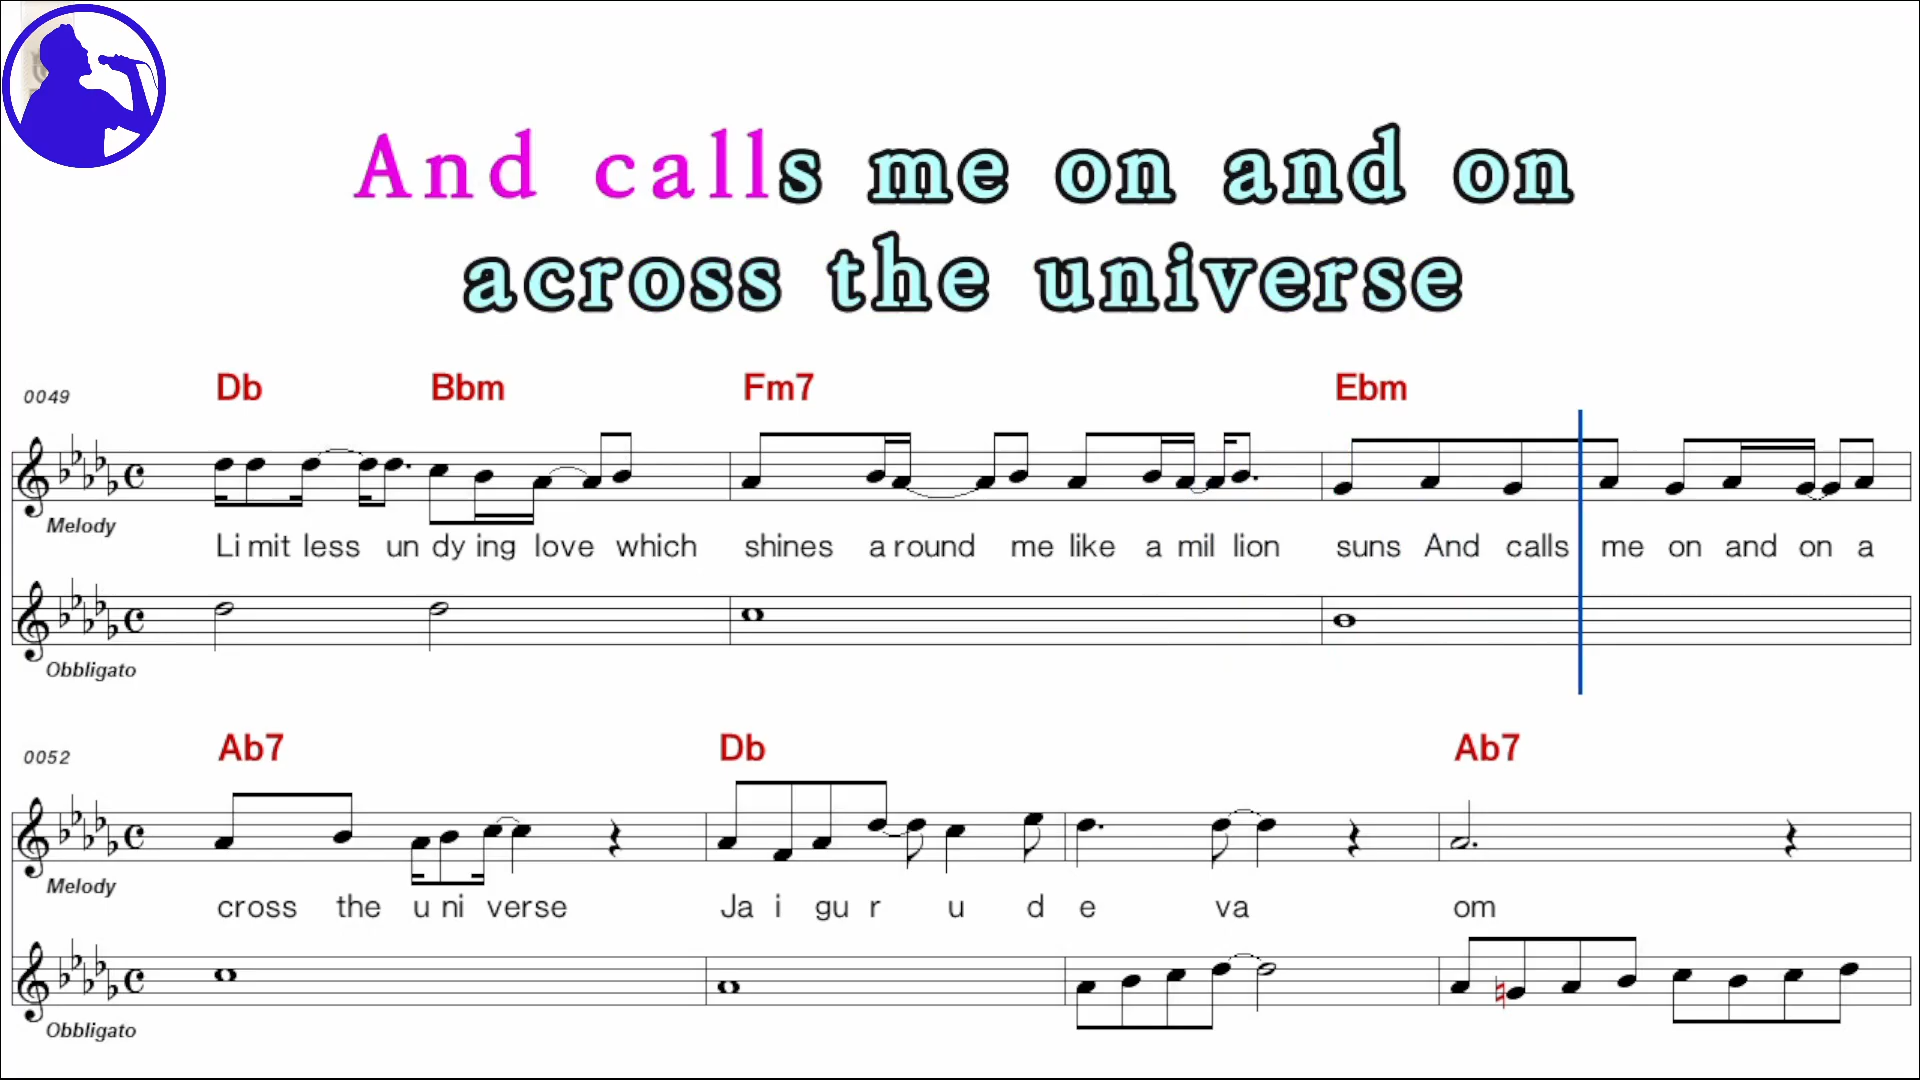 And calls me on and on
across the universe
0049 Db Bbm Fm7 Ebm
Melody
Li mit less un dy ing love which shines a round me like a mil lion suns And calls me on and on a
Obbligato
0052 Ab7 Db Ab7
Melody
cross the u ni verse Ja i gu r u d e va om
Obbligato